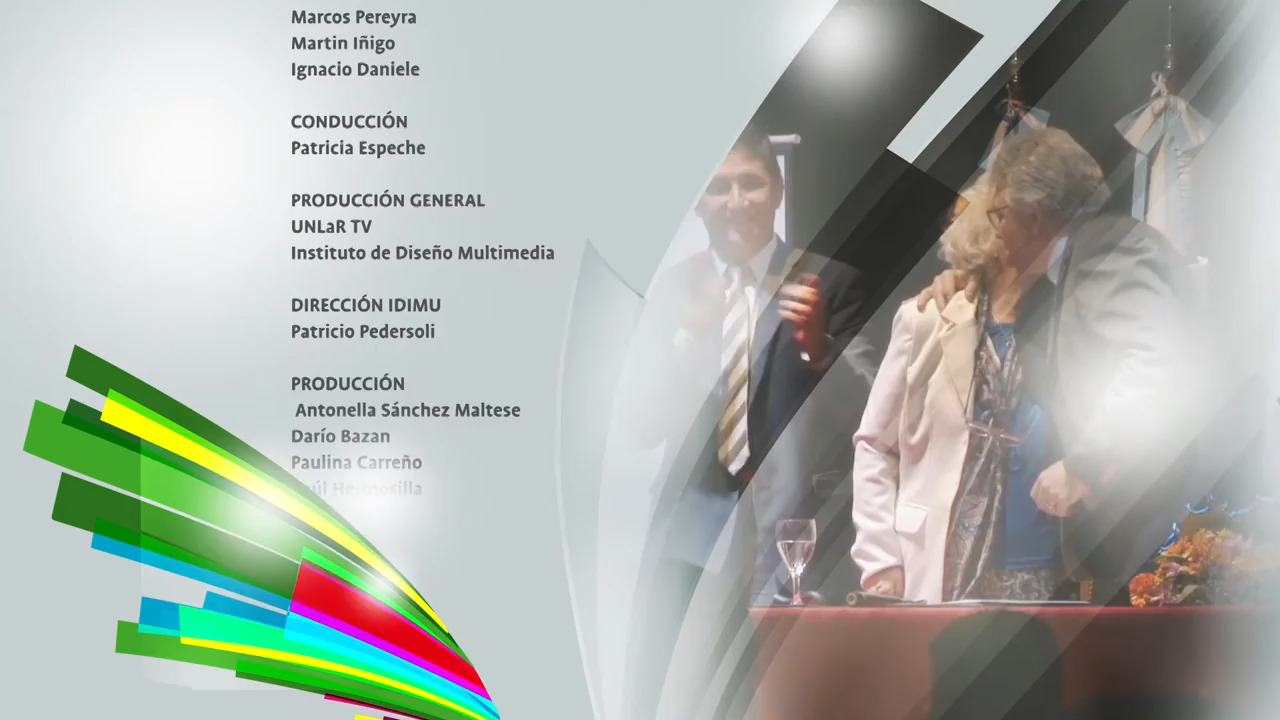 Marcos Pereyra
Martin Iñigo
Ignacio Daniele
CONDUCCIÓN
Patricia Espeche
PRODUCCIÓN GENERAL
UNLaR TV
Instituto de Diseño Multimedia
DIRECCIÓN IDIMU
Patricio Pedersoli
PRODUCCIÓN
Antonella Sánchez Maltese
Darío Bazan
Paulina Carreño
Hermosilla